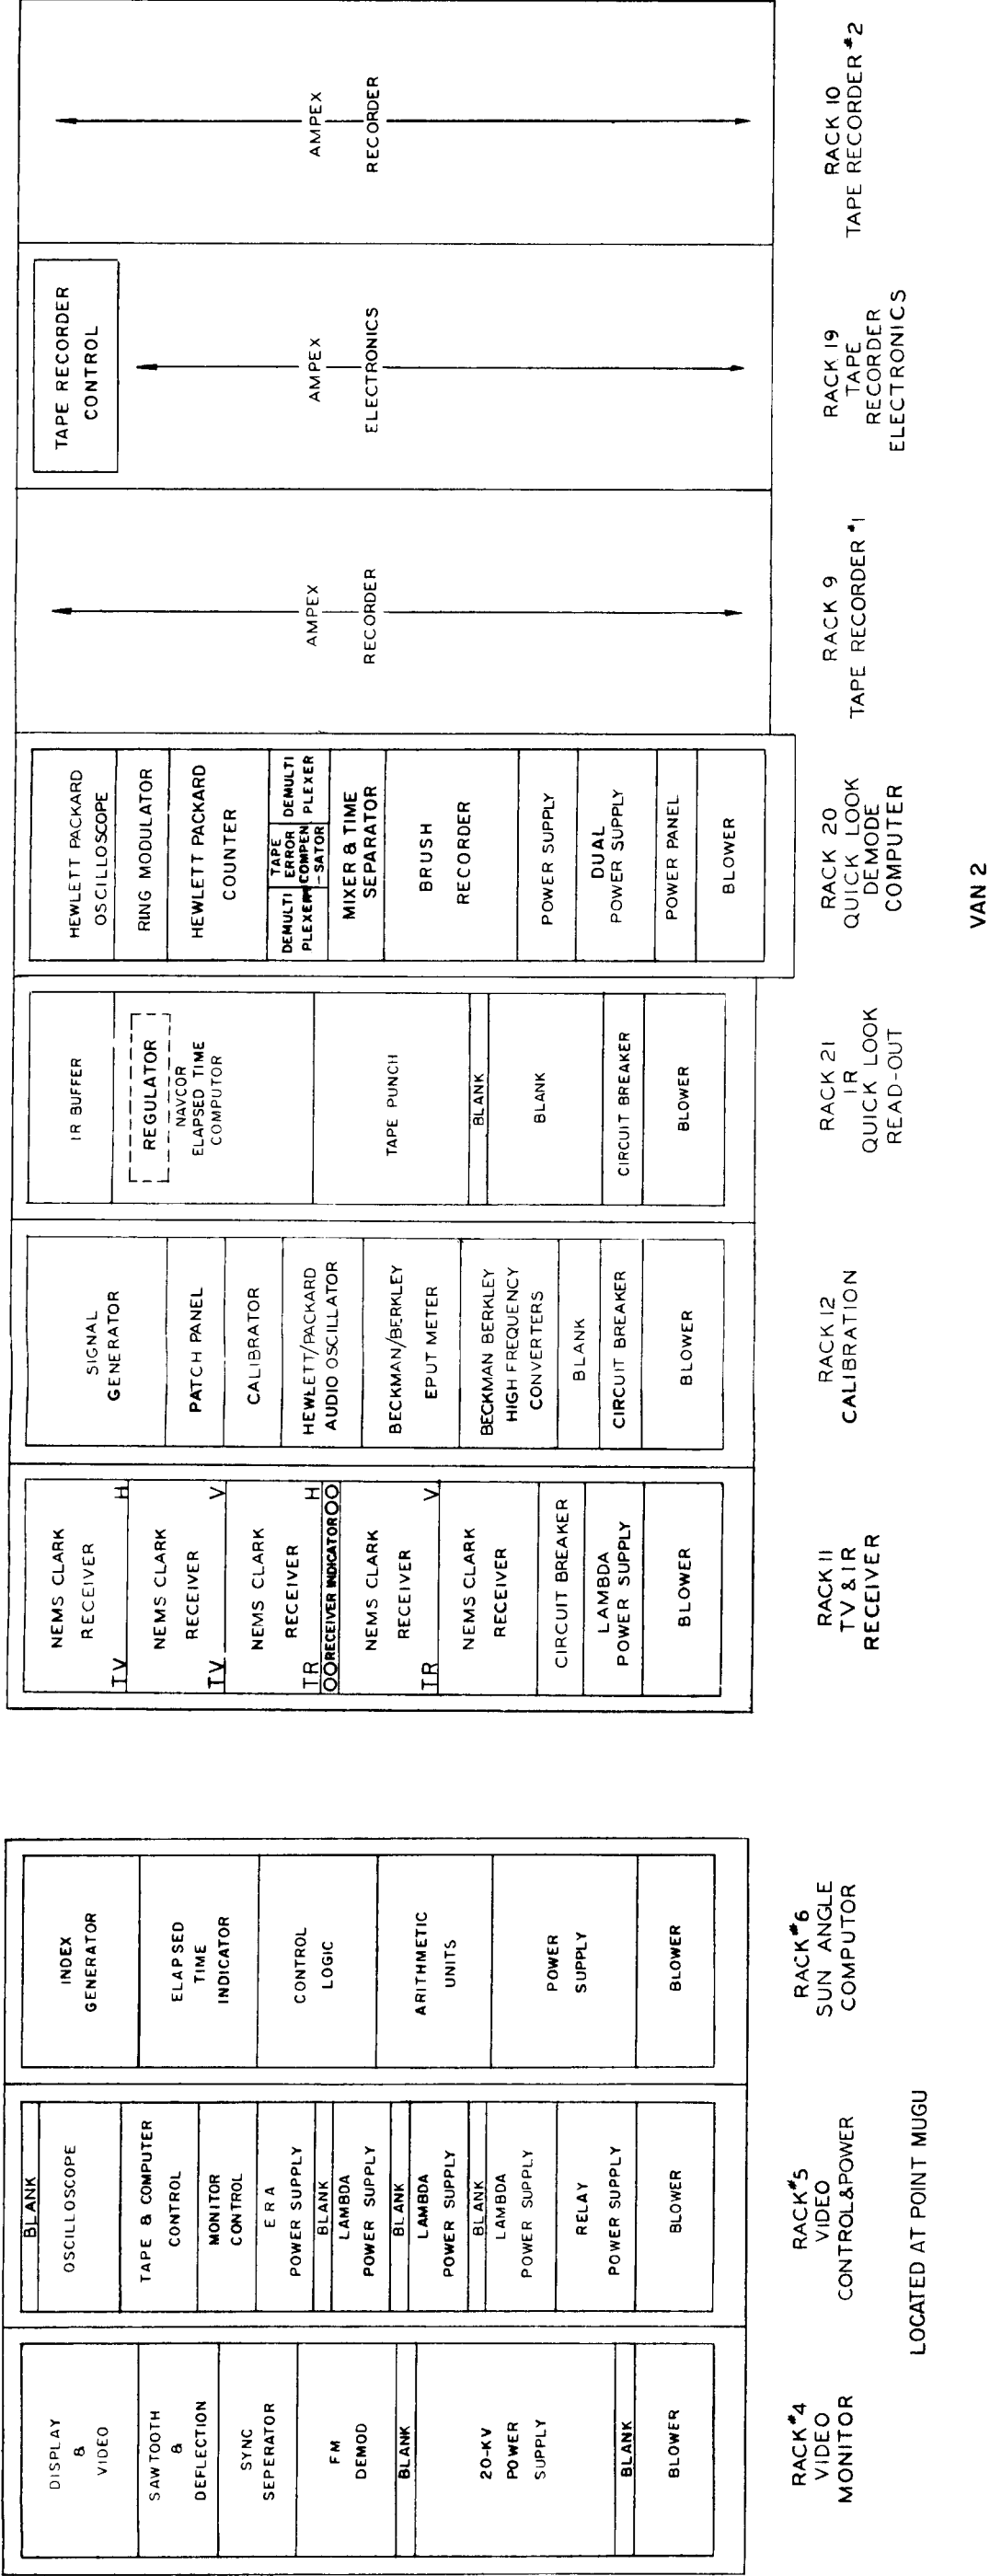 DISPLAY
&
VIDEO
SAWTOOTH
&
DEFLECTION
SYNC
SEPERATOR
FM
DEMOD
BLANK
20-KV
POWER
SUPPLY
BLANK
BLOWER
RACK #4
VIDEO
MONITOR
BLANK
OSCILLOSCOPE
TAPE & COMPUTER
CONTROL
MONITOR
CONTROL
ERA
POWER SUPPLY
BLANK
LAMBDA
POWER SUPPLY
BLANK
LAMBDA
POWER SUPPLY
BLANK
LAMBDA
POWER SUPPLY
RELAY
POWER SUPPLY
BLOWER
RACK #5
VIDEO
CONTROL&POWER
INDEX
GENERATOR
ELAPSED
TIME
INDICATOR
CONTROL
LOGIC
ARITHMETIC
UNITS
POWER
SUPPLY
BLOWER
RACK #6
SUN ANGLE
COMPUTOR
LOCATED AT POINT MUGU
NEMS CLARK
RECEIVER
TV H
NEMS CLARK
RECEIVER
TV V
NEMS CLARK
RECEIVER
TR H
RECEIVER INDICATOR
NEMS CLARK
RECEIVER
TR V
NEMS CLARK
RECEIVER
CIRCUIT BREAKER
LAMBDA
POWER SUPPLY
BLOWER
RACK 11
TV & IR
RECEIVER
SIGNAL
GENERATOR
PATCH PANEL
CALIBRATOR
HEWLETT/PACKARD
AUDIO OSCILLATOR
BECKMAN/BERKLEY
EPUT METER
BECKMAN BERKLEY
HIGH FREQUENCY
CONVERTERS
BLANK
CIRCUIT BREAKER
BLOWER
RACK 12
CALIBRATION
IR BUFFER
REGULATOR
NAVCOR
ELAPSED TIME
COMPUTOR
TAPE PUNCH
BLANK
BLANK
CIRCUIT BREAKER
BLOWER
RACK 21
IR
QUICK LOOK
READ-OUT
HEWLETT PACKARD
OSCILLOSCOPE
RING MODULATOR
HEWLETT PACKARD
COUNTER
DEMULTI
PLEXER
TAPE
ERROR
COMPEN
-SATOR
DEMULTI
PLEXER
MIXER & TIME
SEPARATOR
BRUSH
RECORDER
POWER SUPPLY
DUAL
POWER SUPPLY
POWER PANEL
BLOWER
RACK 20
QUICK LOOK
DEMODE
COMPUTER
AMPEX
RECORDER
RACK 9
TAPE RECORDER #1
TAPE RECORDER
CONTROL
AMPEX
ELECTRONICS
RACK 19
TAPE
RECORDER
ELECTRONICS
AMPEX
RECORDER
RACK 10
TAPE RECORDER #2
VAN 2